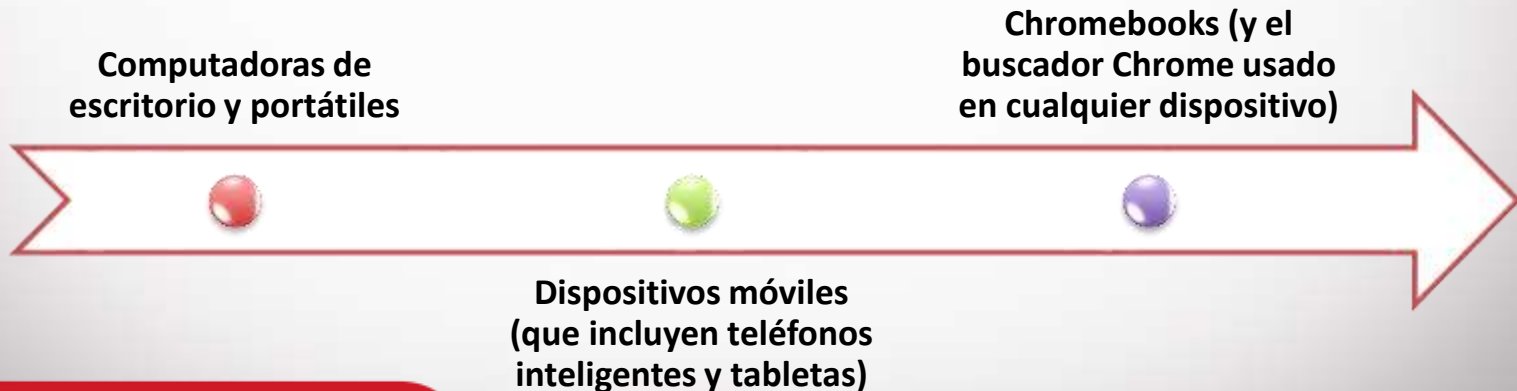 Computadoras de
escritorio y portátiles
Dispositivos móviles
(que incluyen teléfonos
inteligentes y tabletas)
Chromebooks (y el
buscador Chrome usado
en cualquier dispositivo)